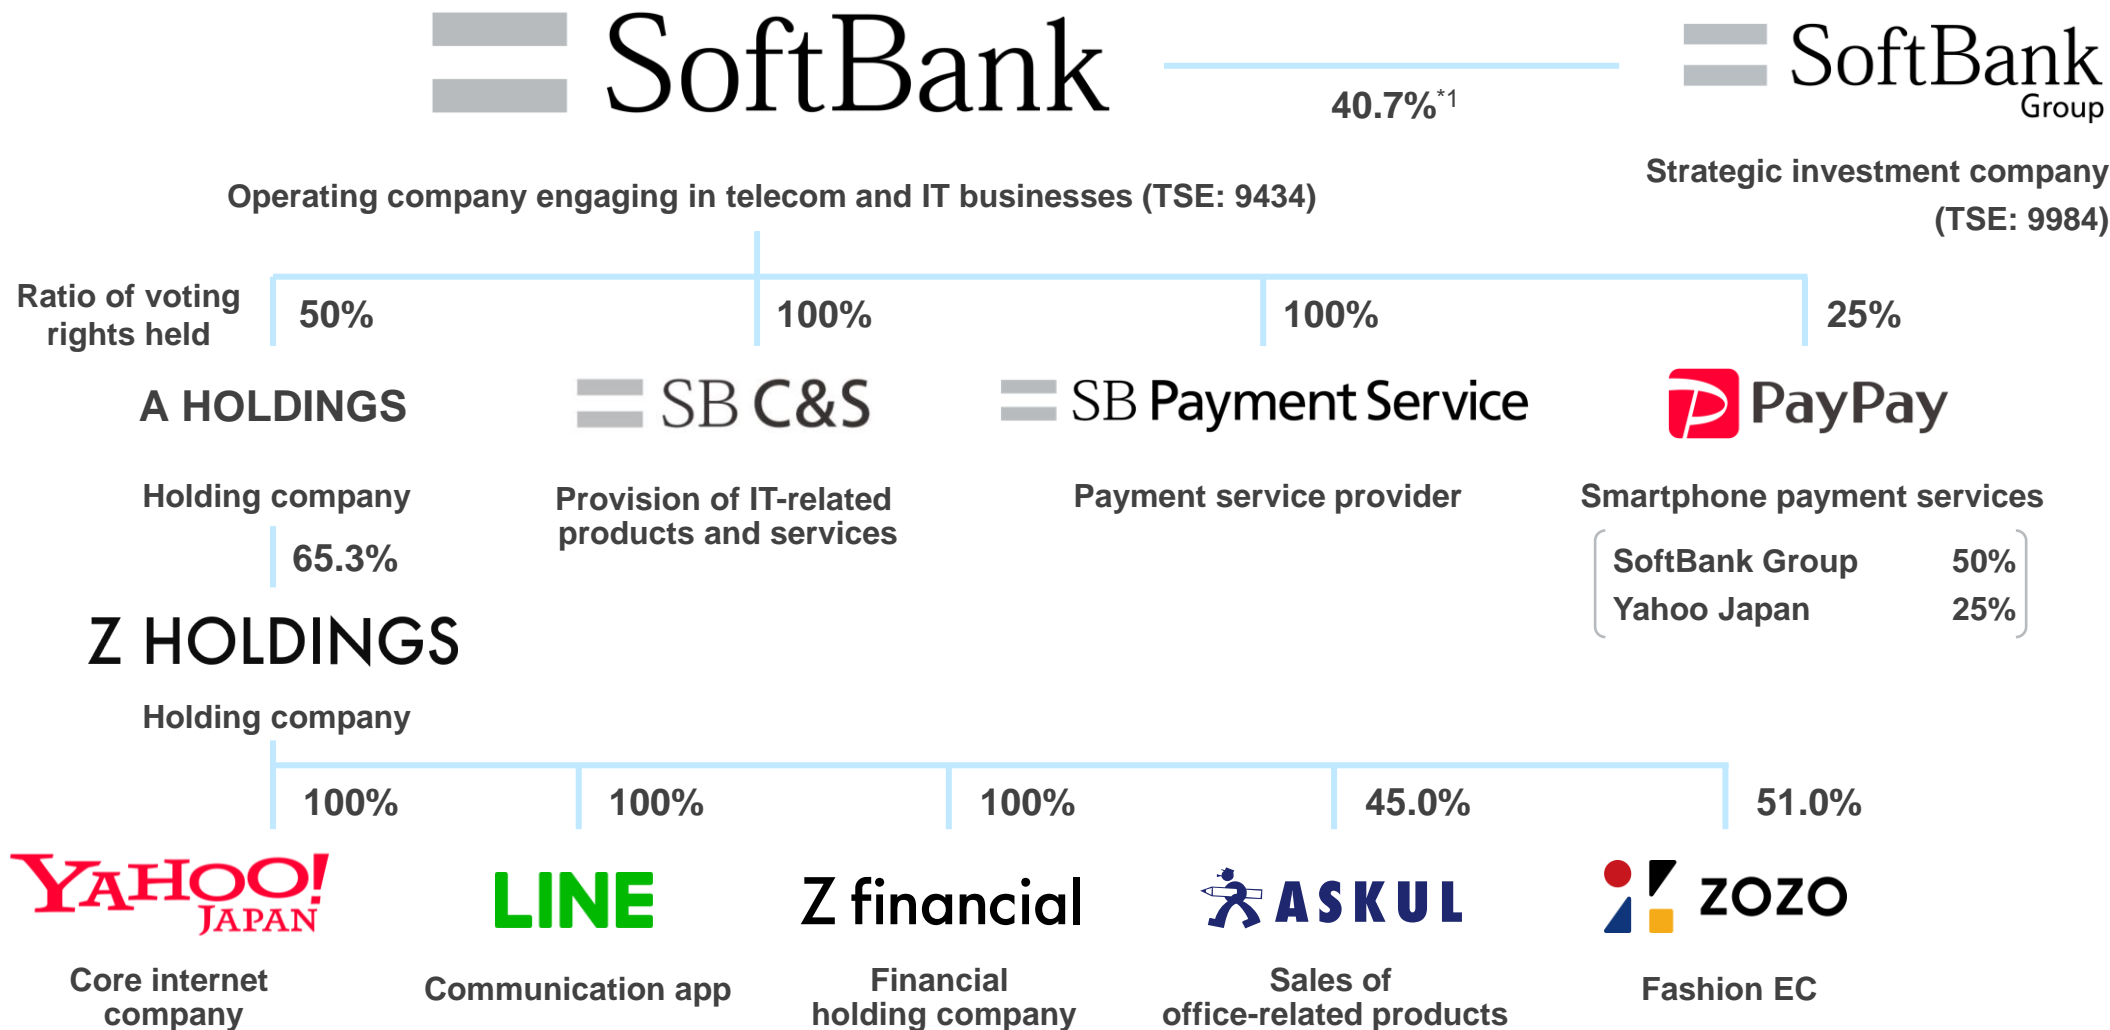 SoftBank
SoftBank
Group
40.7%*1
Strategic investment company
(TSE: 9984)
Operating company engaging in telecom and IT businesses (TSE: 9434)
Ratio of voting
rights held
50%
100%
100%
25%
A HOLDINGS
SB C&S
SB Payment Service
PayPay
Holding company
Provision of IT-related
products and services
Payment service provider
Smartphone payment services
SoftBank Group 50%
Yahoo Japan 25%
65.3%
Z HOLDINGS
Holding company
100%
100%
100%
45.0%
51.0%
YAHOO!
JAPAN
LINE
Z financial
ASKUL
ZOZO
Core internet
company
Communication app
Financial
holding company
Sales of
office-related products
Fashion EC